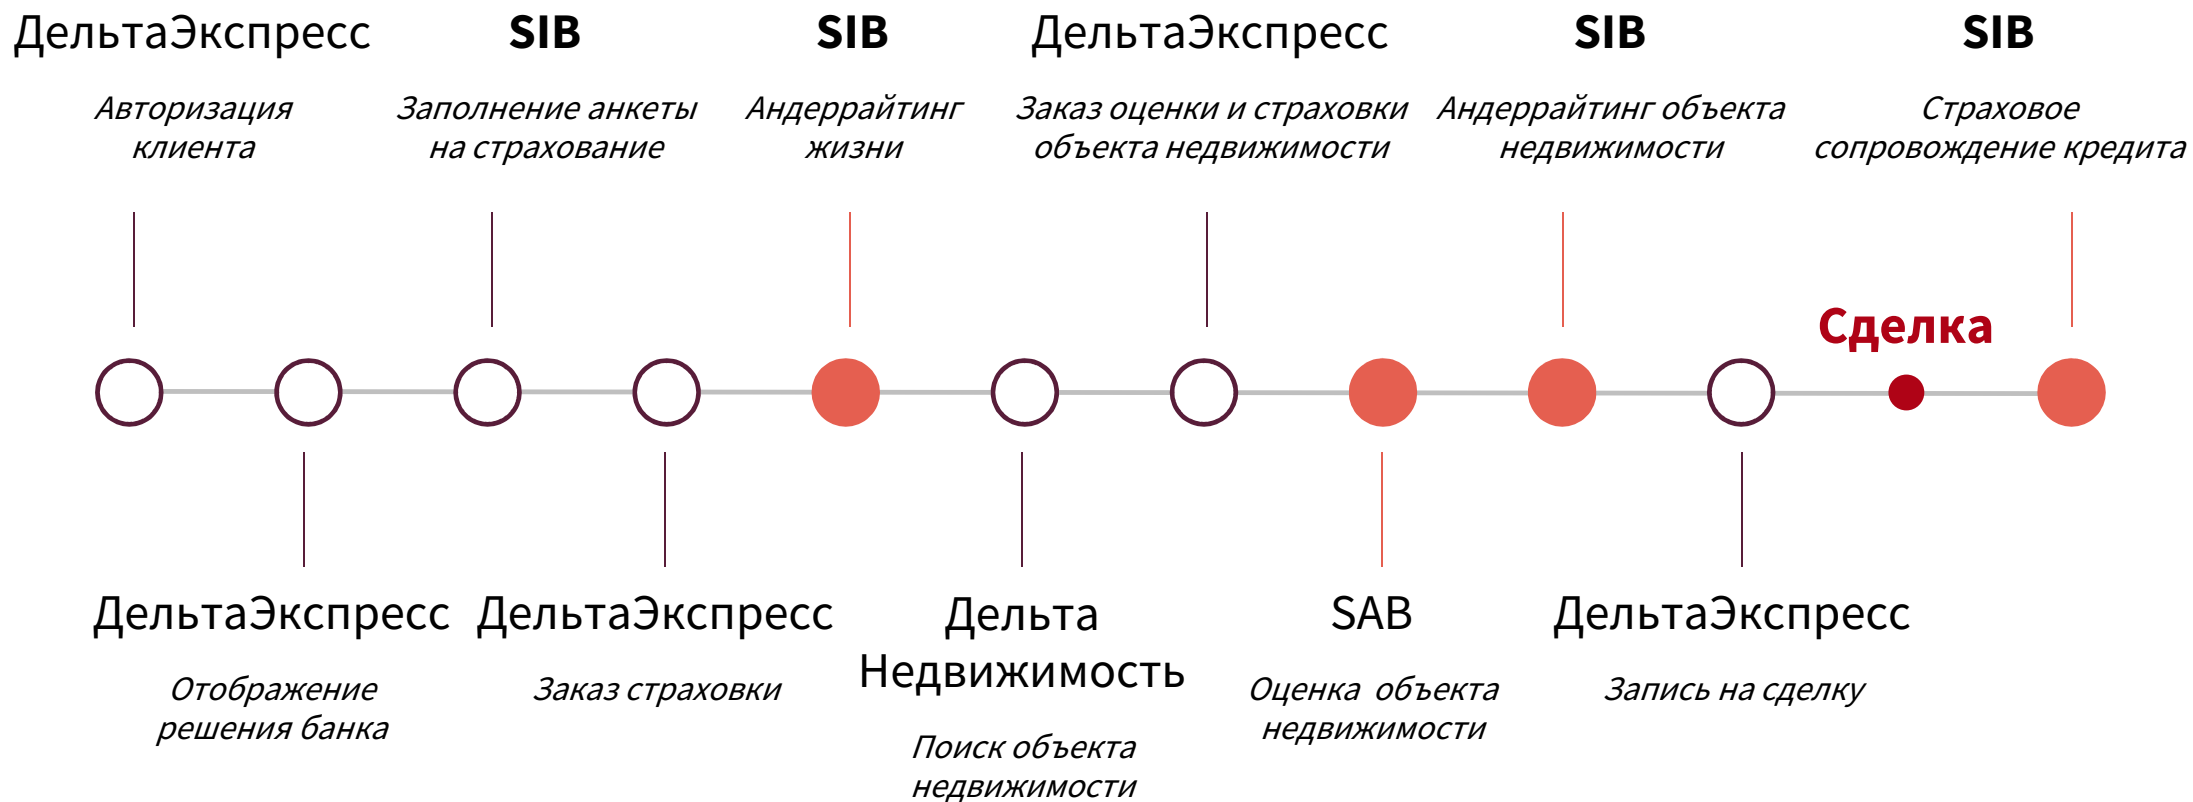 ДельтаЭкспресс
Авторизация
клиента
SIB
Заполнение анкеты
на страхование
SIB
Андеррайтинг
жизни
ДельтаЭкспресс
Заказ оценки и страховки
объекта недвижимости
SIB
Андеррайтинг объекта
недвижимости
SIB
Страховое
сопровождение кредита
Сделка
ДельтаЭкспресс
Отображение
решения банка
ДельтаЭкспресс
Заказ страховки
Дельта
Недвижимость
Поиск объекта
недвижимости
SAB
Оценка  объекта
недвижимости
ДельтаЭкспресс
Запись на сделку